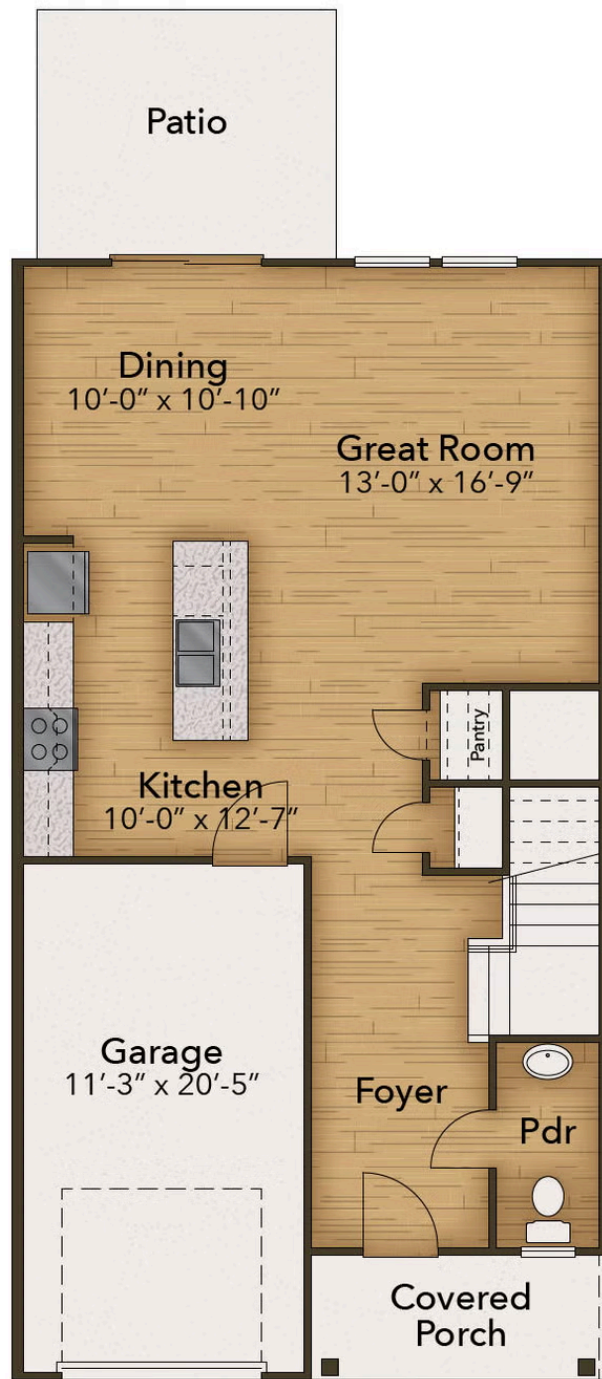 Patio
Dining
10′-0″ x 10′-10″
Great Room
13′-0″ x 16′-9″
Pantry
Kitchen
10′-0″ x 12′-7″
Garage
11′-3″ x 20′-5″
Foyer
Pdr
Covered
Porch